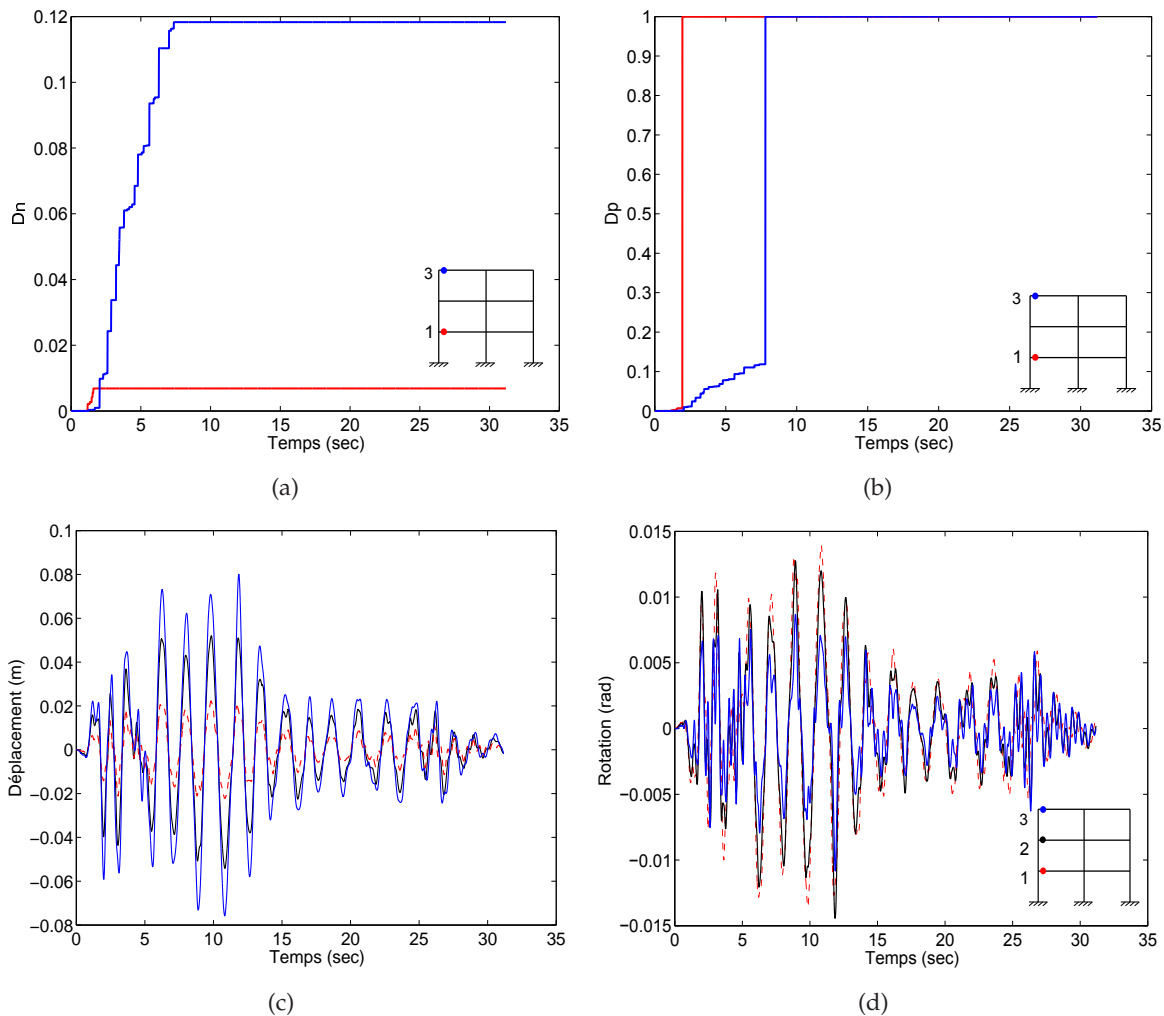 0.12
0.1
0.08
0.06
0.04
0.02
0
Dn
3
1
0 5 10 15 20 25 30 35
Temps (sec)
(a)
1
0.9
0.8
0.7
0.6
0.5
0.4
0.3
0.2
0.1
0
Dp
3
1
0 5 10 15 20 25 30 35
Temps (sec)
(b)
0.1
0.08
0.06
0.04
0.02
0
−0.02
−0.04
−0.06
−0.08
Déplacement (m)
0 5 10 15 20 25 30 35
Temps (sec)
(c)
0.015
0.01
0.005
0
−0.005
−0.01
−0.015
Rotation (rad)
3
2
1
0 5 10 15 20 25 30 35
Temps (sec)
(d)